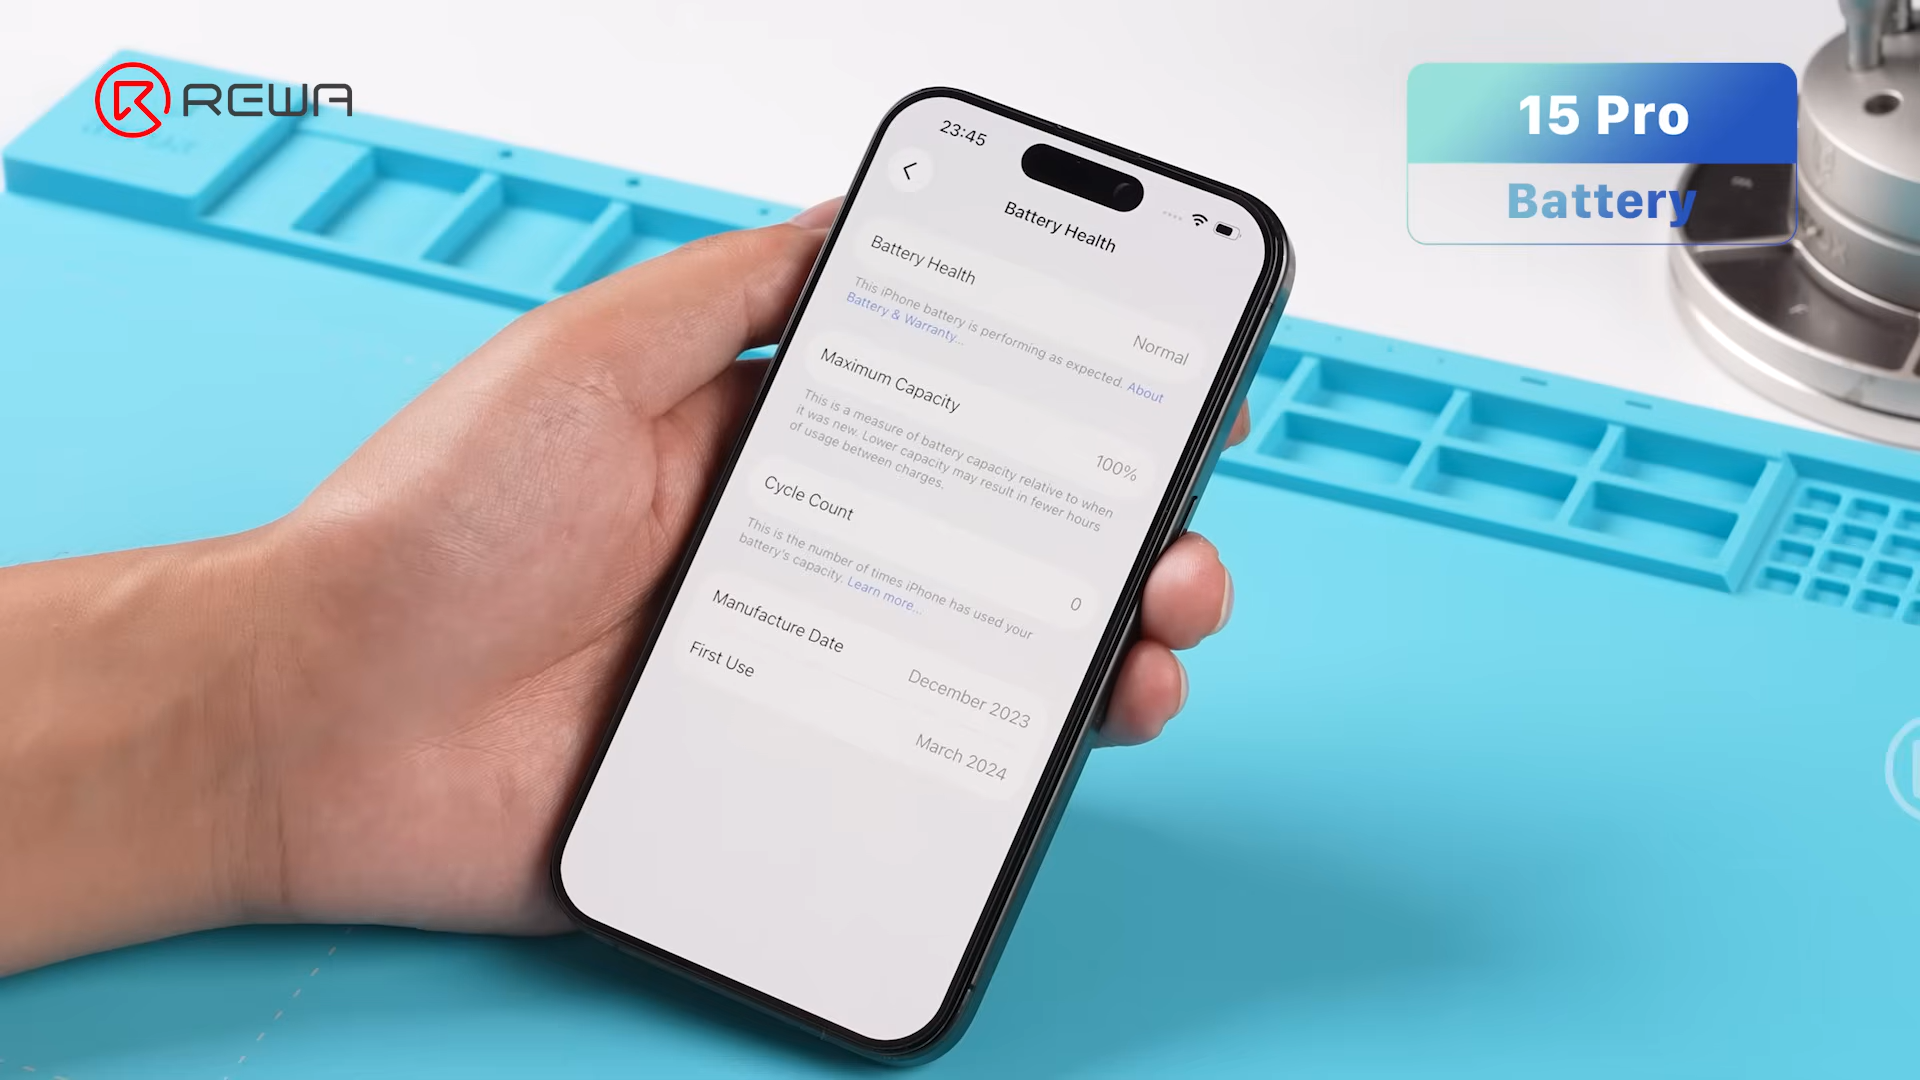 REWA
15 Pro
Battery
23:45
Battery Health
Battery Health
Normal
This iPhone battery is performing as expected. About
Battery & Warranty...
Maximum Capacity
100%
This is a measure of battery capacity relative to when
it was new. Lower capacity may result in fewer hours
of usage between charges.
Cycle Count
0
This is the number of times iPhone has used your
battery's capacity. Learn more...
Manufacture Date
December 2023
First Use
March 2024